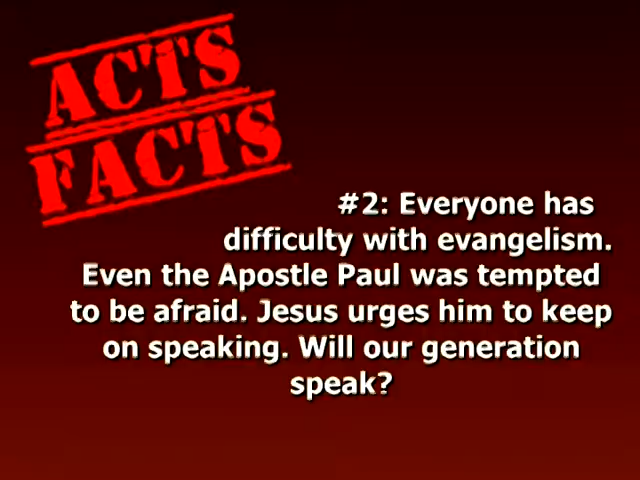 ACTS
FACTS
#2: Everyone has
difficulty with evangelism.
Even the Apostle Paul was tempted
to be afraid. Jesus urges him to keep
on speaking. Will our generation
speak?